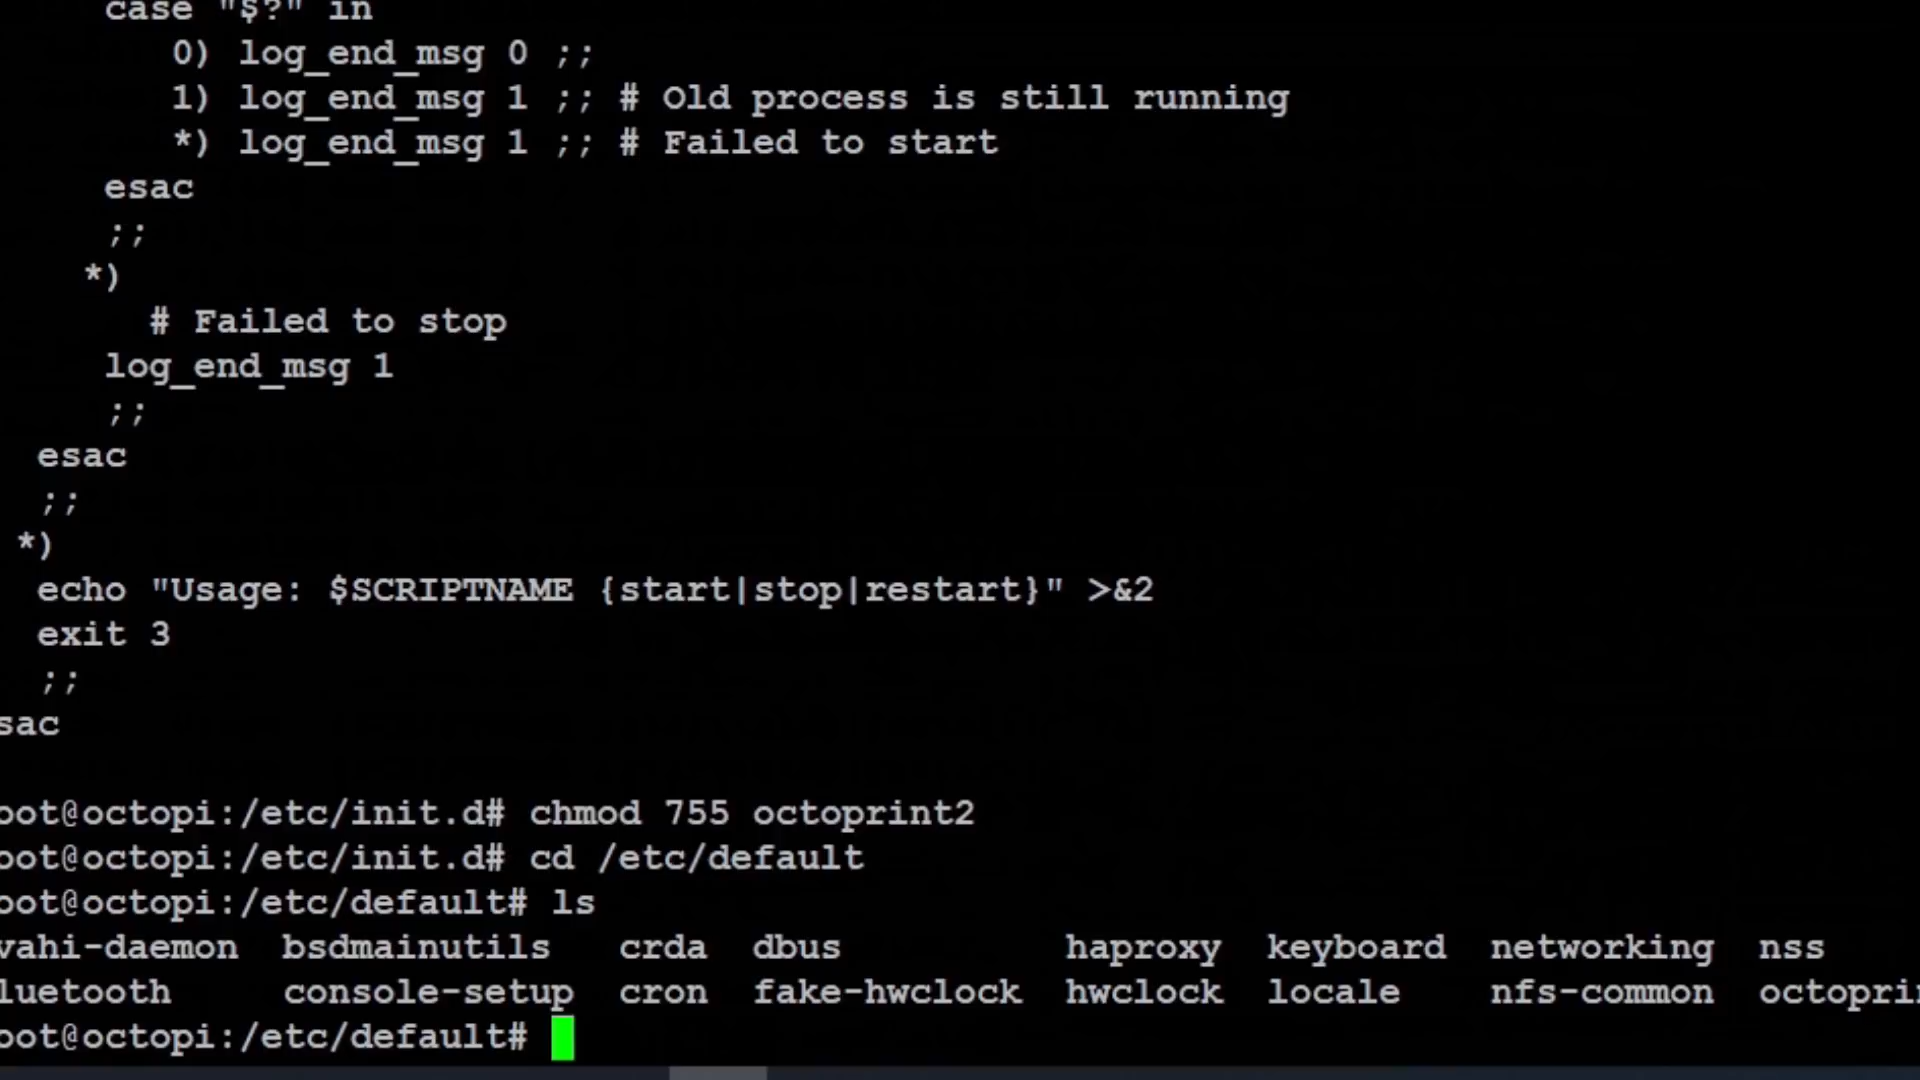 case "$?" in
0) log_end_msg 0 ;;
1) log_end_msg 1 ;; # Old process is still running
*) log_end_msg 1 ;; # Failed to start
esac
;;
*)
# Failed to stop
log_end_msg 1
;;
esac
;;
*)
echo "Usage: $SCRIPTNAME {start|stop|restart}" >&2
exit 3
;;
sac
oot@octopi:/etc/init.d# chmod 755 octoprint2
oot@octopi:/etc/init.d# cd /etc/default
oot@octopi:/etc/default# ls
vahi-daemon bsdmainutils crda dbus haproxy keyboard networking nss
luetooth console-setup cron fake-hwclock hwclock locale nfs-common octoprin
oot@octopi:/etc/default#